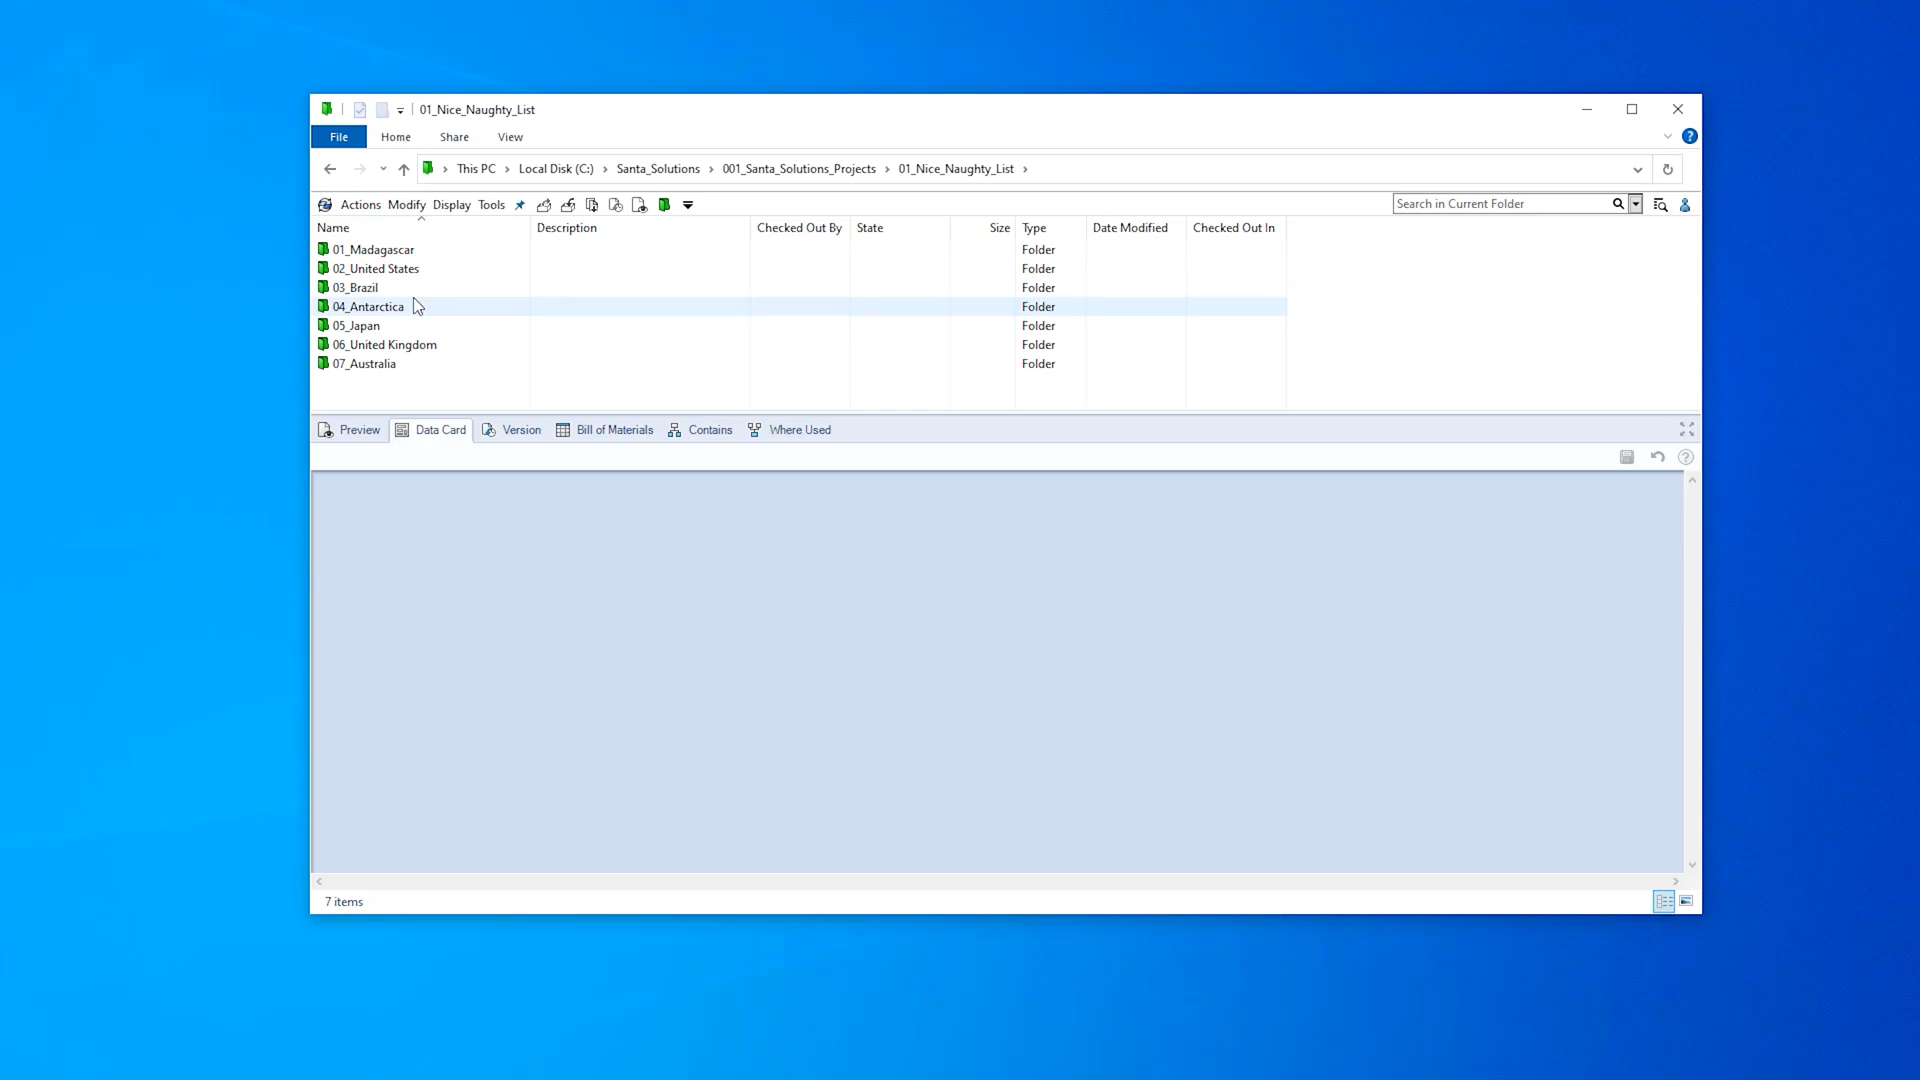 01_Nice_Naughty_List
File Home Share View
This PC Local Disk (C:) Santa_Solutions 001_Santa_Solutions_Projects 01_Nice_Naughty_List
Actions Modify Display Tools Search in Current Folder
Name Description Checked Out By State Size Type Date Modified Checked Out In
01_Madagascar Folder
02_United States Folder
03_Brazil Folder
04_Antarctica Folder
05_Japan Folder
06_United Kingdom Folder
07_Australia Folder
Preview Data Card Version Bill of Materials Contains Where Used
7 items